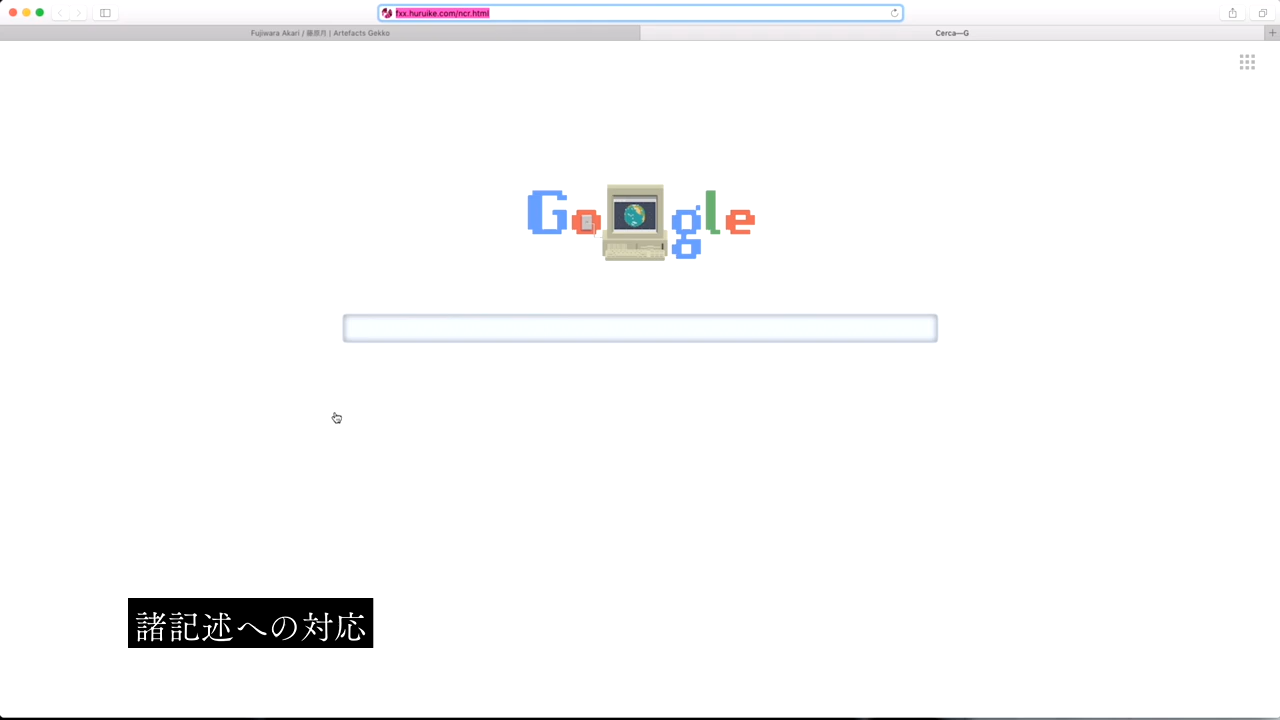 fxx.huruike.com/ncr.html
Fujiwara Akari / 藤原月 | Artefacts Gekko
Cerca—G
Google
諸記述への対応